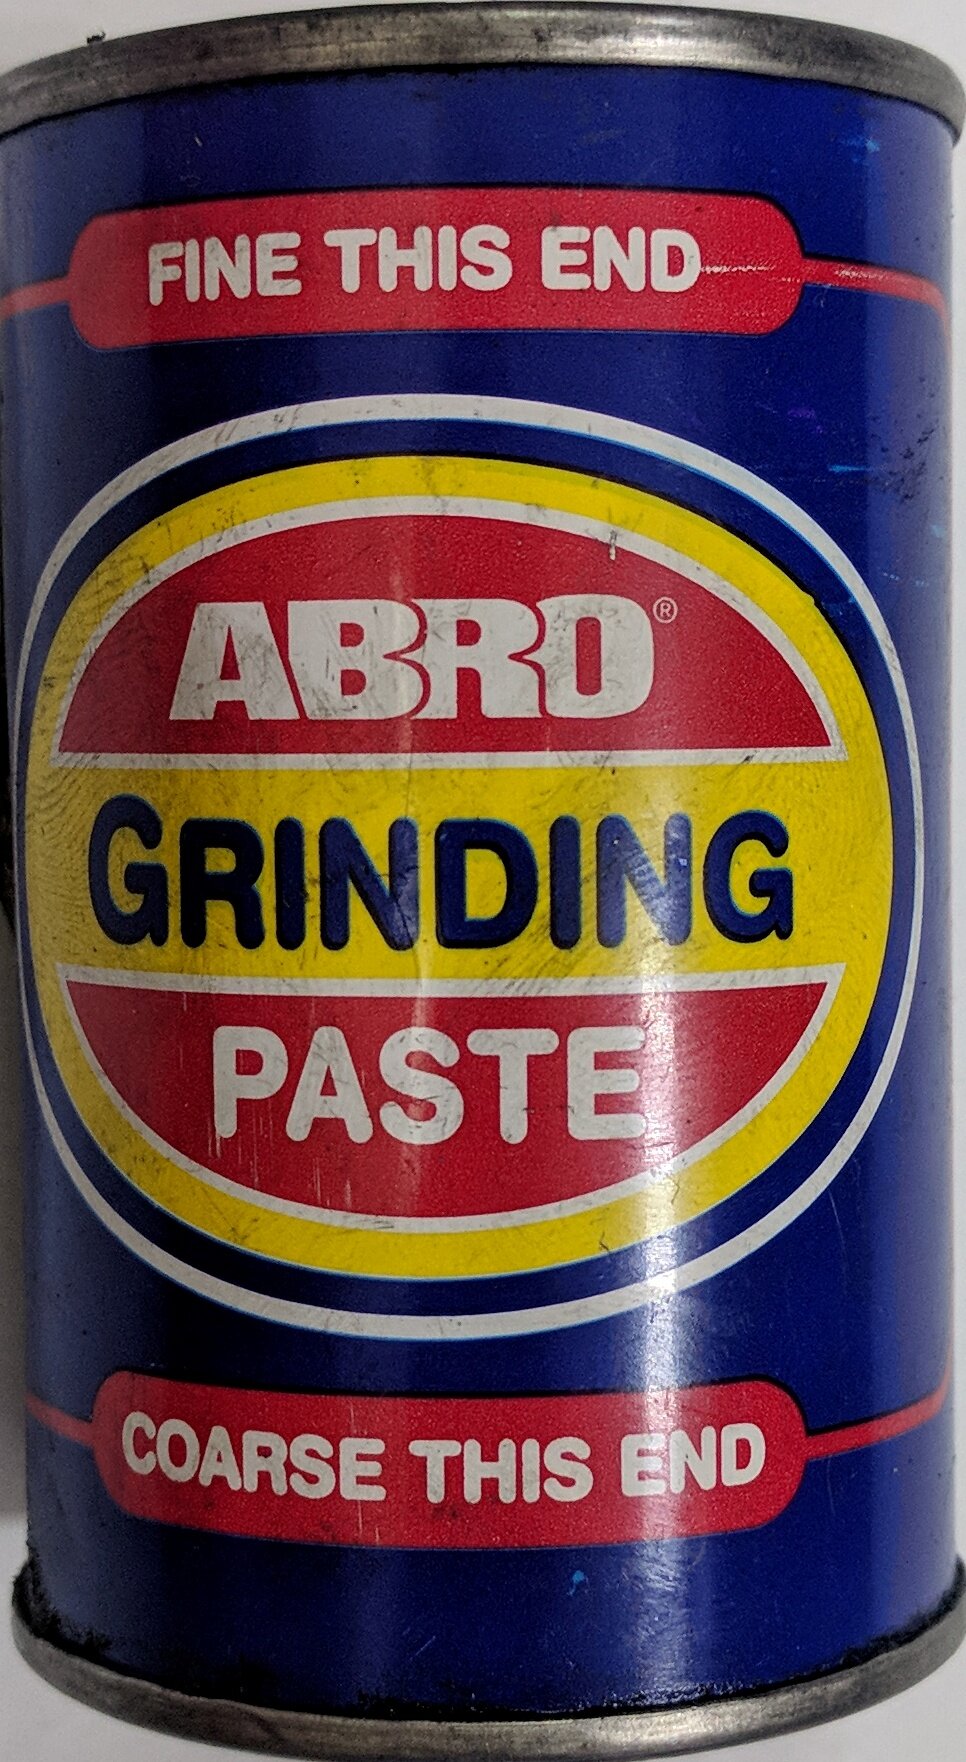 FINE THIS END
ABRO®
GRINDING
PASTE
COARSE THIS END